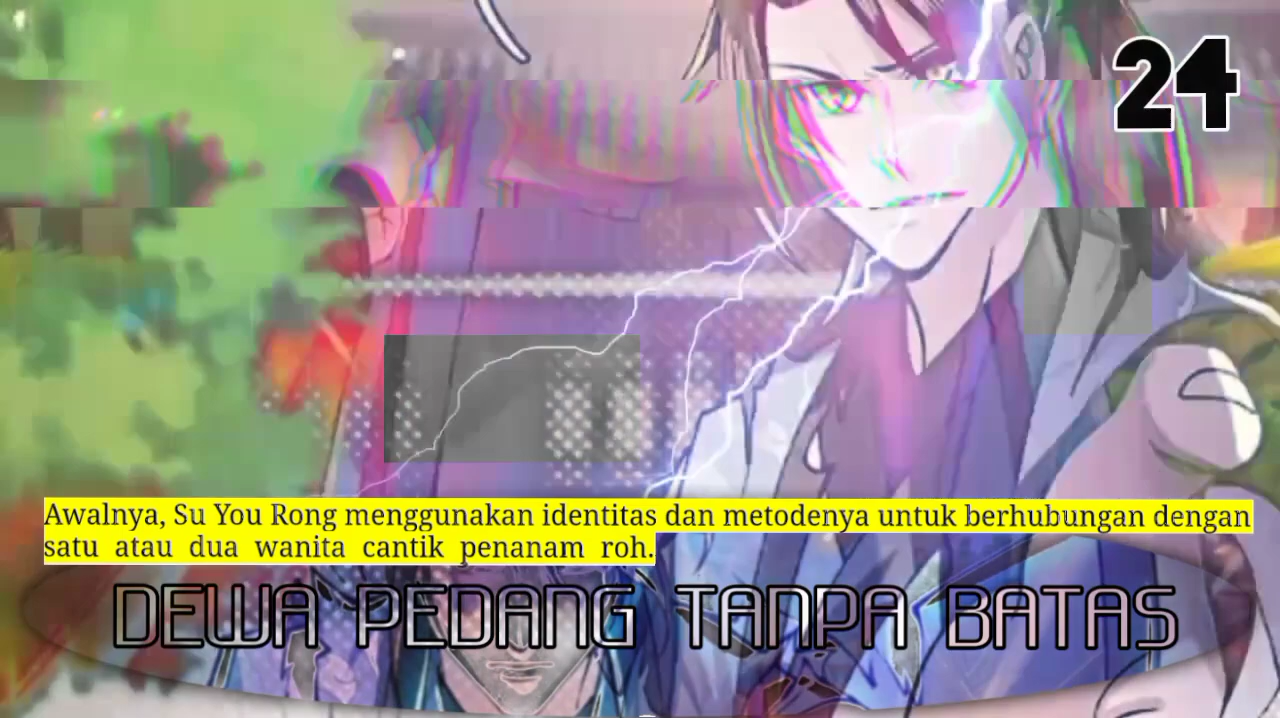 24
Awalnya, Su You Rong menggunakan identitas dan metodenya untuk berhubungan dengan
satu atau dua wanita cantik penanam roh.
DEWA PEDANG TANPA BATAS